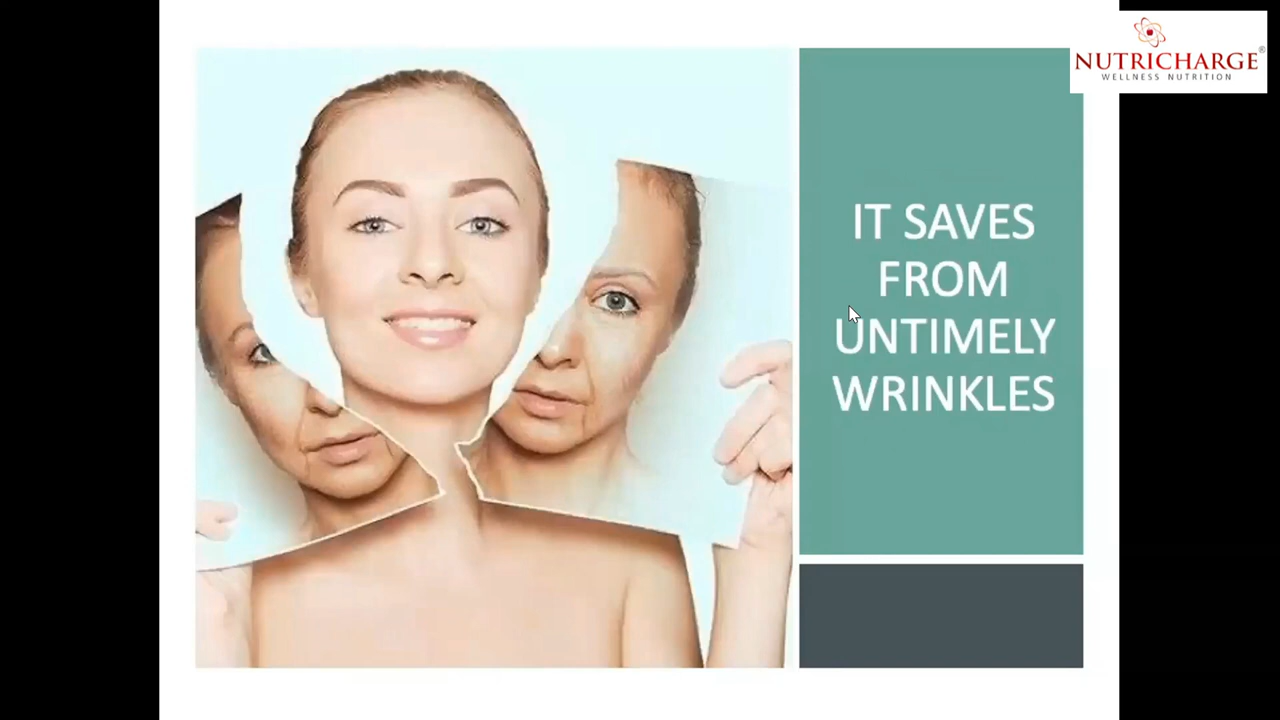 NUTRICHARGE®
WELLNESS NUTRITION
IT SAVES
FROM
UNTIMELY
WRINKLES